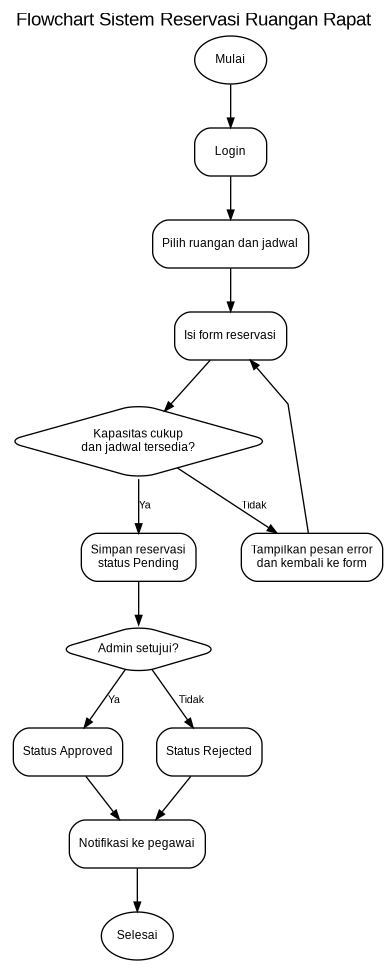 Flowchart Sistem Reservasi Ruangan Rapat
Mulai
Login
Pilih ruangan dan jadwal
Isi form reservasi
Kapasitas cukup
dan jadwal tersedia?
Ya
Tidak
Simpan reservasi
status Pending
Tampilkan pesan error
dan kembali ke form
Admin setujui?
Ya
Tidak
Status Approved
Status Rejected
Notifikasi ke pegawai
Selesai